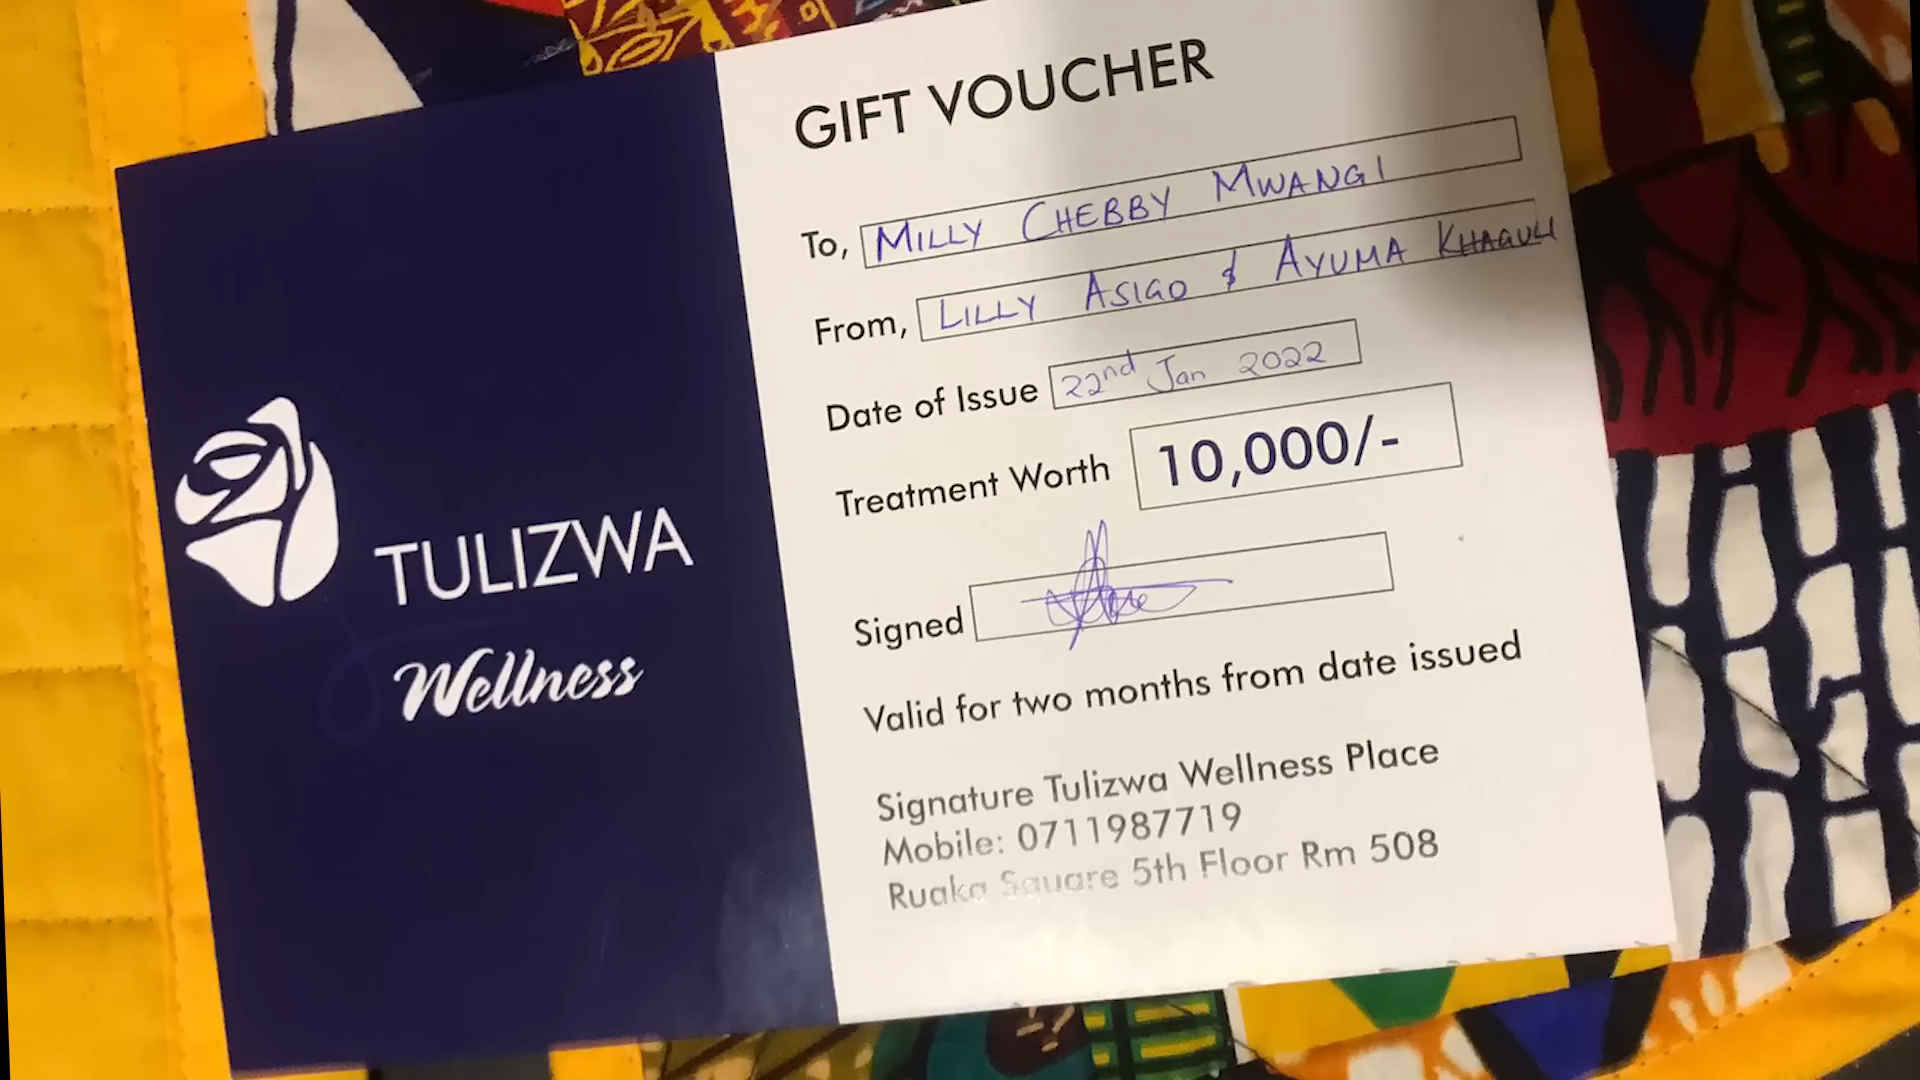 TULIZWA
Wellness
GIFT VOUCHER
To, MILLY CHEBBY MWANGI
From, LILLY ASIGO & AYUMA
Date of Issue 22nd Jan 2022
Treatment Worth 10,000/-
Signed
Valid for two months from date issued
Signature Tulizwa Wellness Place
Mobile: 0711987719
Ruaka Square 5th Floor Rm 508